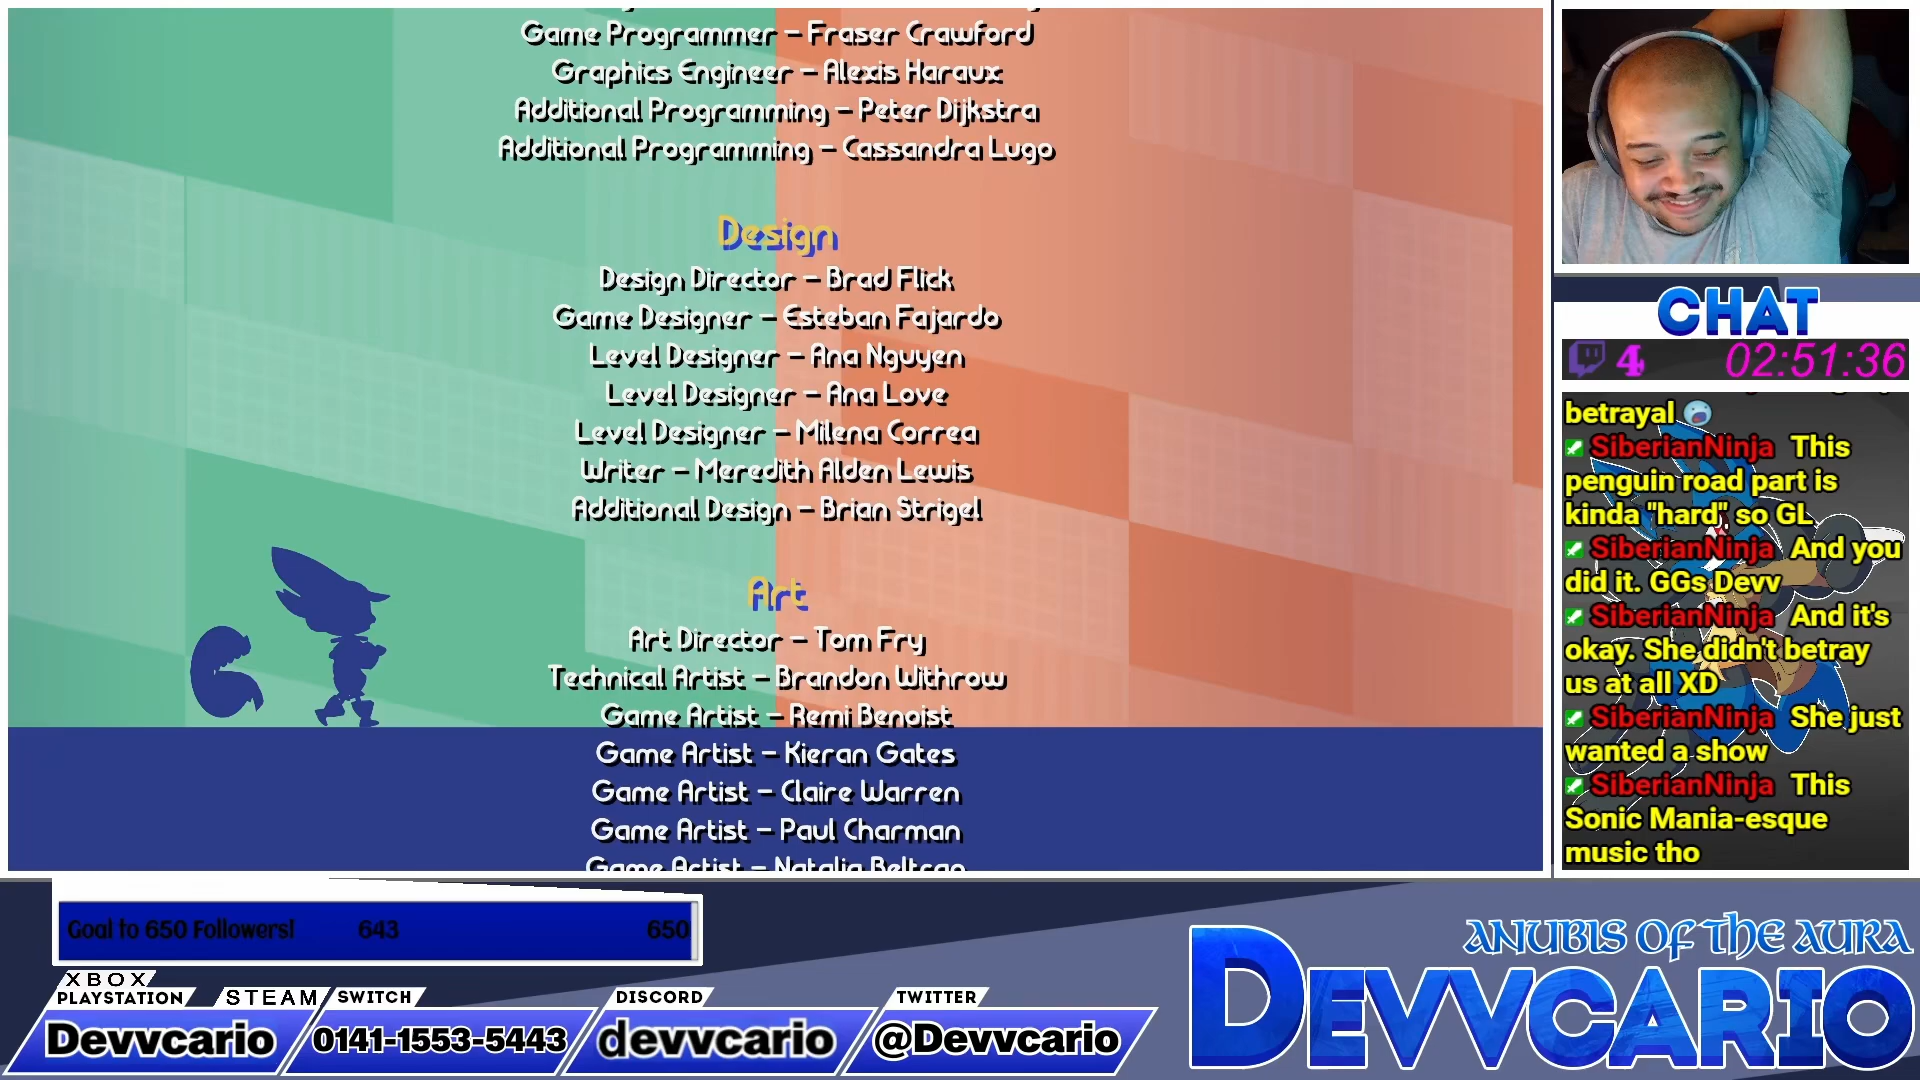 Game Programmer – Fraser Crawford
Graphics Engineer – Alexis Haraux
Additional Programming – Peter Dijkstra
Additional Programming – Cassandra Lugo
Design
Design Director – Brad Flick
Game Designer – Esteban Fajardo
Level Designer – Ana Nguyen
Level Designer – Ana Love
Level Designer – Milena Correa
Writer – Meredith Alden Lewis
Additional Design – Brian Strigel
Art
Art Director – Tom Fry
Technical Artist – Brandon Withrow
Game Artist – Remi Benoist
Game Artist – Kieran Gates
Game Artist – Claire Warren
Game Artist – Paul Charman
Game Artist – Natalia Beltran
CHAT
4 02:51:36
betrayal
SiberianNinja This
penguin road part is
kinda "hard" so GL
SiberianNinja And you
did it. GGs Devv
SiberianNinja And it's
okay. She didn't betray
us at all XD
SiberianNinja She just
wanted a show
SiberianNinja This
Sonic Mania-esque
music tho
Goal to 650 Followers! 643 650
XBOX
PLAYSTATION STEAM SWITCH DISCORD TWITTER
Devvcario 0141-1553-5443 devvcario @Devvcario
ANUBIS OF THE AURA
DEVVCARIO